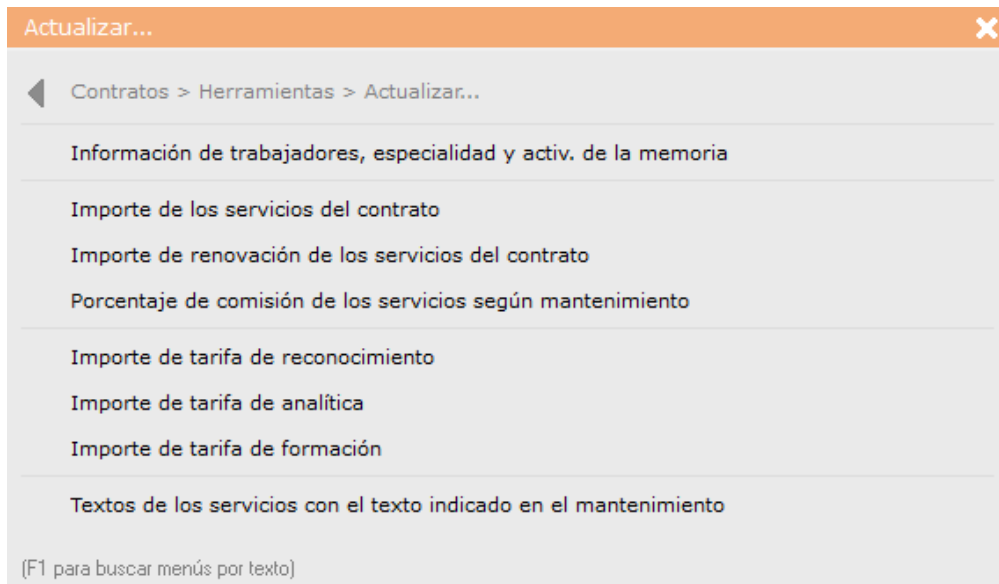 Actualizar...
Contratos > Herramientas > Actualizar...
Información de trabajadores, especialidad y activ. de la memoria
Importe de los servicios del contrato
Importe de renovación de los servicios del contrato
Porcentaje de comisión de los servicios según mantenimiento
Importe de tarifa de reconocimiento
Importe de tarifa de analítica
Importe de tarifa de formación
Textos de los servicios con el texto indicado en el mantenimiento
(F1 para buscar menús por texto)